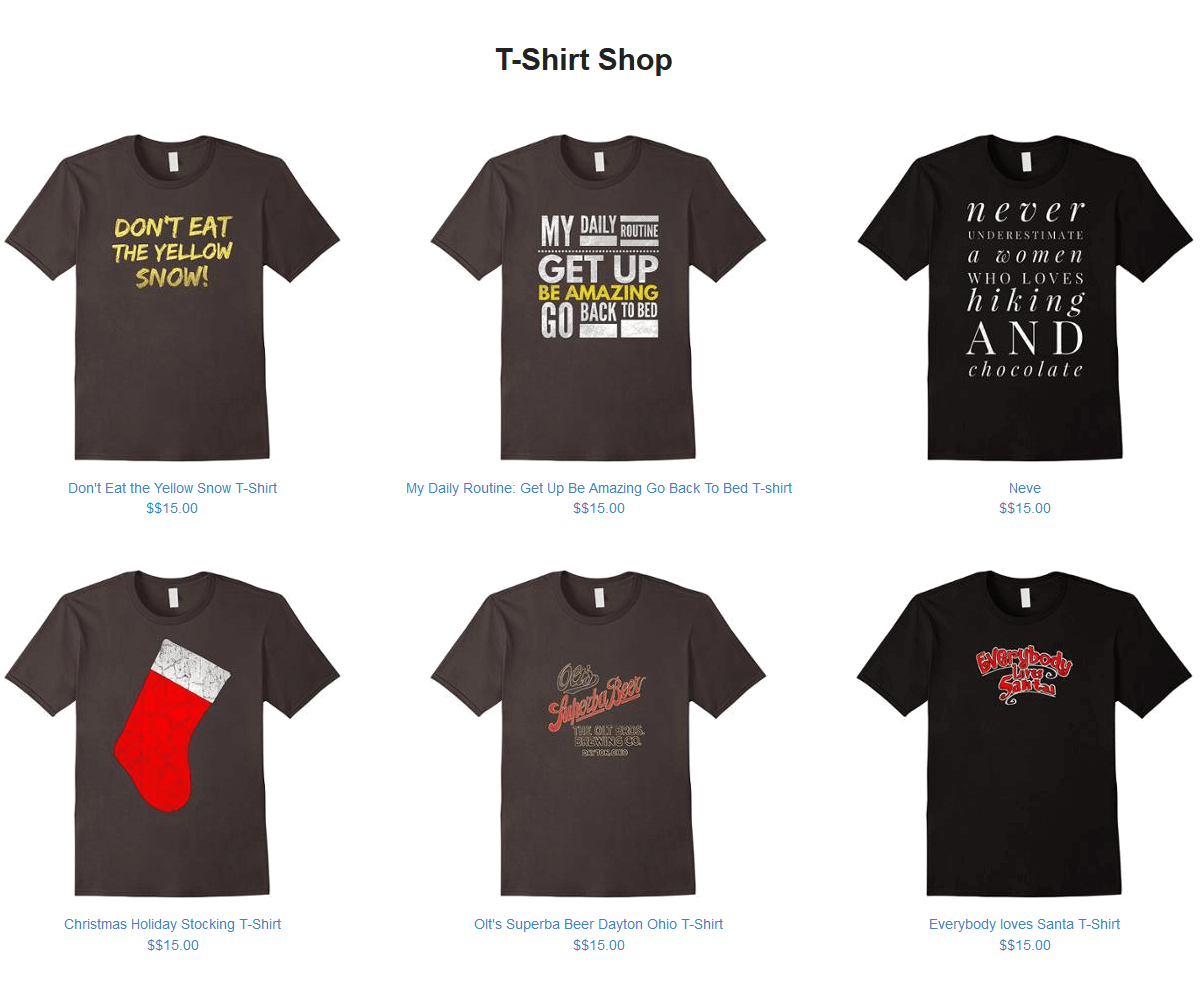 T-Shirt Shop
DON'T EAT
THE YELLOW
SNOW!
MY DAILY ROUTINE
GET UP
BE AMAZING
GO BACK TO BED
never
UNDERESTIMATE
a women
WHO LOVES
hiking
AND
chocolate
Don't Eat the Yellow Snow T-Shirt
$$15.00
My Daily Routine: Get Up Be Amazing Go Back To Bed T-shirt
$$15.00
Neve
$$15.00
Olt's
Superba Beer
THE OLT BROS.
BREWING CO.
DAYTON, OHIO
Everybody
Loves
Santa
Christmas Holiday Stocking T-Shirt
$$15.00
Olt's Superba Beer Dayton Ohio T-Shirt
$$15.00
Everybody loves Santa T-Shirt
$$15.00